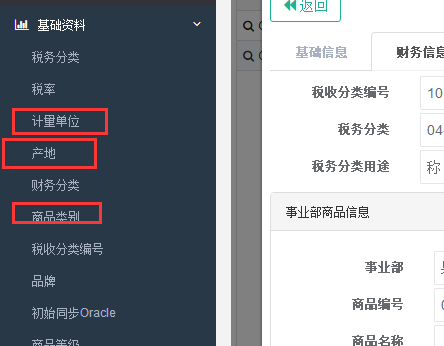 基础资料
税务分类
税率
计量单位
产地
财务分类
商品类别
税收分类编号
品牌
初始同步Oracle
商品等级
返回
基础信息
财务信息
税收分类编号
10
税务分类
04
税务分类用途
称
事业部商品信息
事业部
商品编号
商品名称